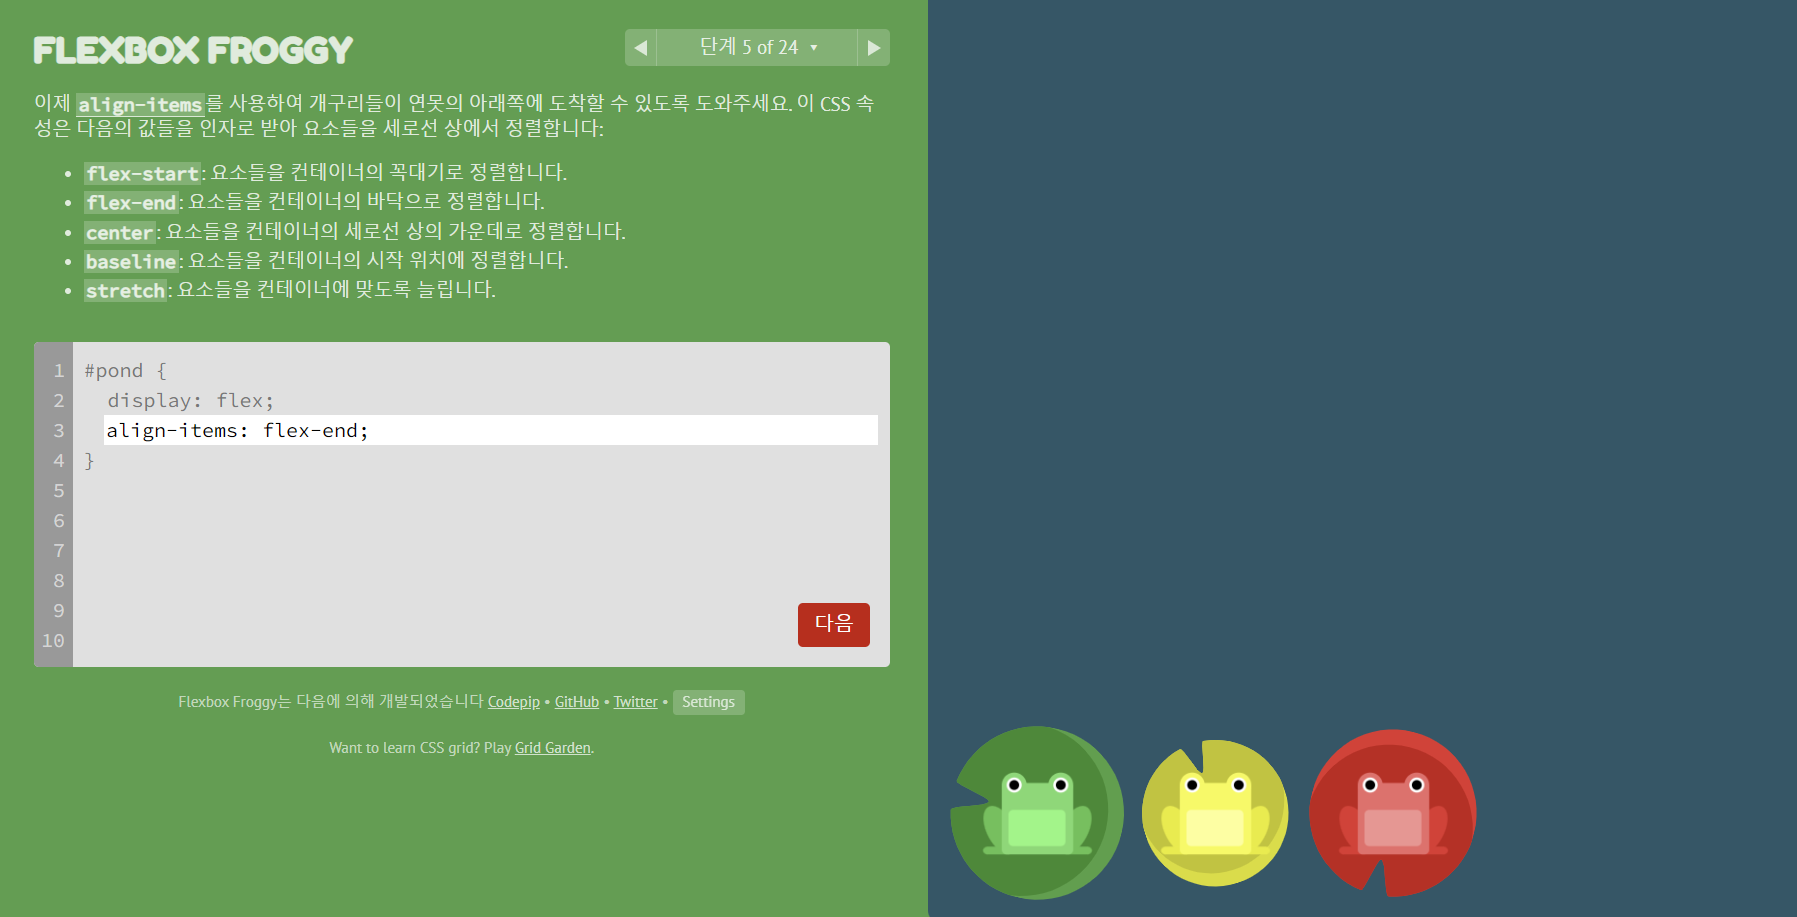 FLEXBOX FROGGY
◀ 단계 5 of 24 ▾ ▶
이제 align-items를 사용하여 개구리들이 연못의 아래쪽에 도착할 수 있도록 도와주세요. 이 CSS 속
성은 다음의 값들을 인자로 받아 요소들을 세로선 상에서 정렬합니다:
• flex-start: 요소들을 컨테이너의 꼭대기로 정렬합니다.
• flex-end: 요소들을 컨테이너의 바닥으로 정렬합니다.
• center: 요소들을 컨테이너의 세로선 상의 가운데로 정렬합니다.
• baseline: 요소들을 컨테이너의 시작 위치에 정렬합니다.
• stretch: 요소들을 컨테이너에 맞도록 늘립니다.
1 #pond {
2 display: flex;
3 align-items: flex-end;
4 }
5
6
7
8
9
10
다음
Flexbox Froggy는 다음에 의해 개발되었습니다 Codepip • GitHub • Twitter • Settings
Want to learn CSS grid? Play Grid Garden.